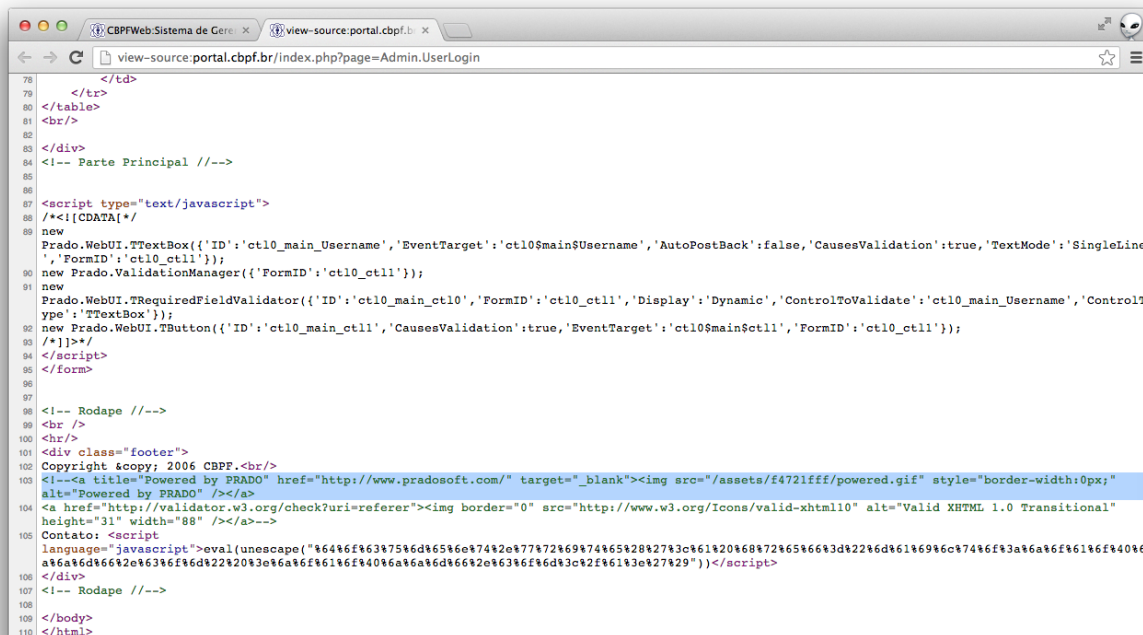 CBPFWeb:Sistema de Gere
view-source:portal.cbpf.b
view-source:portal.cbpf.br/index.php?page=Admin.UserLogin
78 </td>
79 </tr>
80 </table>
81 <br/>
82
83 </div>
84 <!-- Parte Principal //-->
85
86
87 <script type="text/javascript">
88 /*<![CDATA[*/
89 new
Prado.WebUI.TTextBox({'ID':'ctl0_main_Username','EventTarget':'ctl0$main$Username','AutoPostBack':false,'CausesValidation':true,'TextMode':'SingleLine
','FormID':'ctl0_ctl1'});
90 new Prado.ValidationManager({'FormID':'ctl0_ctl1'});
91 new
Prado.WebUI.TRequiredFieldValidator({'ID':'ctl0_main_ctl0','FormID':'ctl0_ctl1','Display':'Dynamic','ControlToValidate':'ctl0_main_Username','ControlT
ype':'TTextBox'});
92 new Prado.WebUI.TButton({'ID':'ctl0_main_ctl1','CausesValidation':true,'EventTarget':'ctl0$main$ctl1','FormID':'ctl0_ctl1'});
93 /*]]>*/
94 </script>
95 </form>
96
97
98 <!-- Rodape //-->
99 <br />
100 <hr/>
101 <div class="footer">
102 Copyright &copy; 2006 CBPF.<br/>
103 <!--<a title="Powered by PRADO" href="http://www.pradosoft.com/" target="_blank"><img src="/assets/f4721fff/powered.gif" style="border-width:0px;"
alt="Powered by PRADO" /></a>
104 <a href="http://validator.w3.org/check?uri=referer"><img border="0" src="http://www.w3.org/Icons/valid-xhtml10" alt="Valid XHTML 1.0 Transitional"
height="31" width="88" /></a>-->
105 Contato: <script
language="javascript">eval(unescape("%64%6f%63%75%6d%65%6e%74%2e%77%72%69%74%65%28%27%3c%61%20%68%72%65%66%3d%22%6d%61%69%6c%74%6f%3a%6a%6f%61%6f%40%6
a%6a%6d%66%2e%63%6f%6d%22%20%3e%6a%6f%61%6f%40%6a%6a%6d%66%2e%63%6f%6d%3c%2f%61%3e%27%29"))</script>
106 </div>
107 <!-- Rodape //-->
108
109 </body>
110 </html>